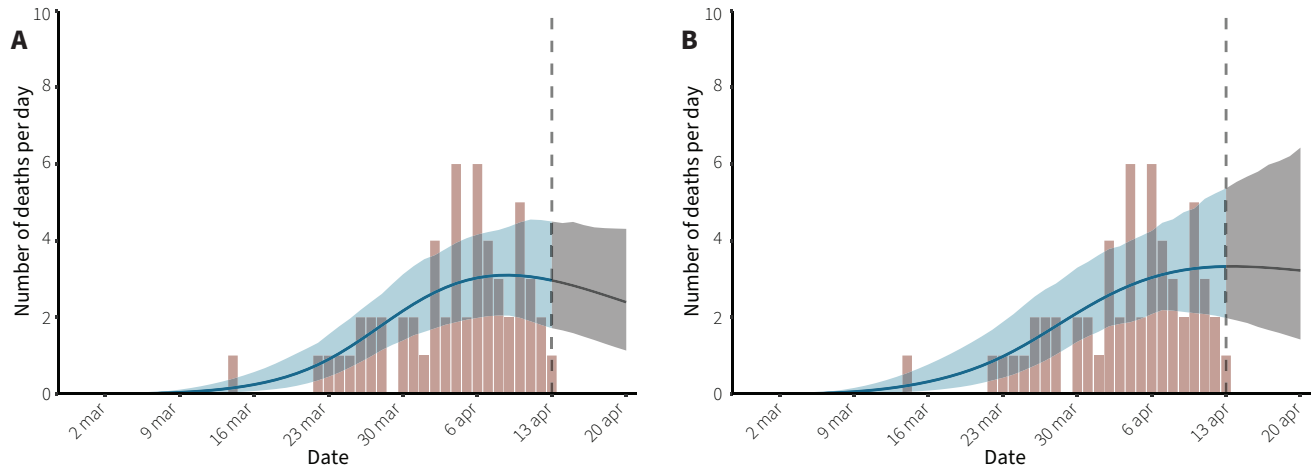 A
Number of deaths per day
10
8
6
4
2
0
2 mar
9 mar
16 mar
23 mar
30 mar
6 apr
13 apr
20 apr
Date
B
Number of deaths per day
10
8
6
4
2
0
2 mar
9 mar
16 mar
23 mar
30 mar
6 apr
13 apr
20 apr
Date